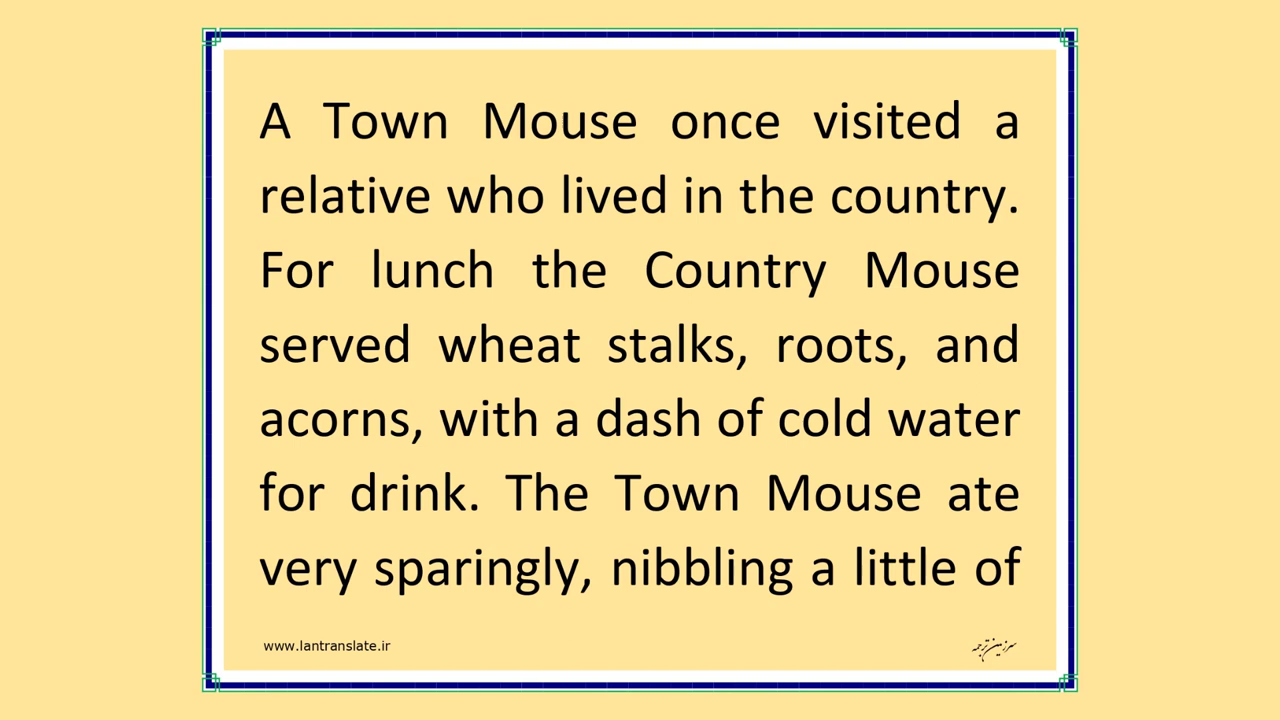 A Town Mouse once visited a
relative who lived in the country.
For lunch the Country Mouse
served wheat stalks, roots, and
acorns, with a dash of cold water
for drink. The Town Mouse ate
very sparingly, nibbling a little of
www.lantranslate.ir
سرزمین ترجمه